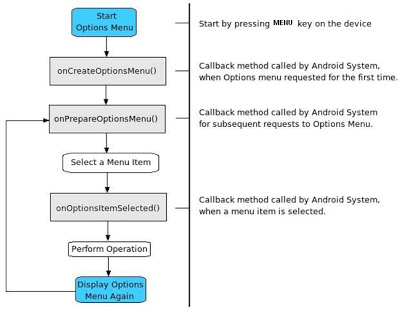 Start
Options Menu
Start by pressing MENU key on the device
onCreateOptionsMenu()
Callback method called by Android System,
when Options menu requested for the first time.
onPrepareOptionsMenu()
Callback method called by Android System
for subsequent requests to Options Menu.
Select a Menu Item
onOptionsItemSelected()
Callback method called by Android System,
when a menu item is selected.
Perform Operation
Display Options
Menu Again